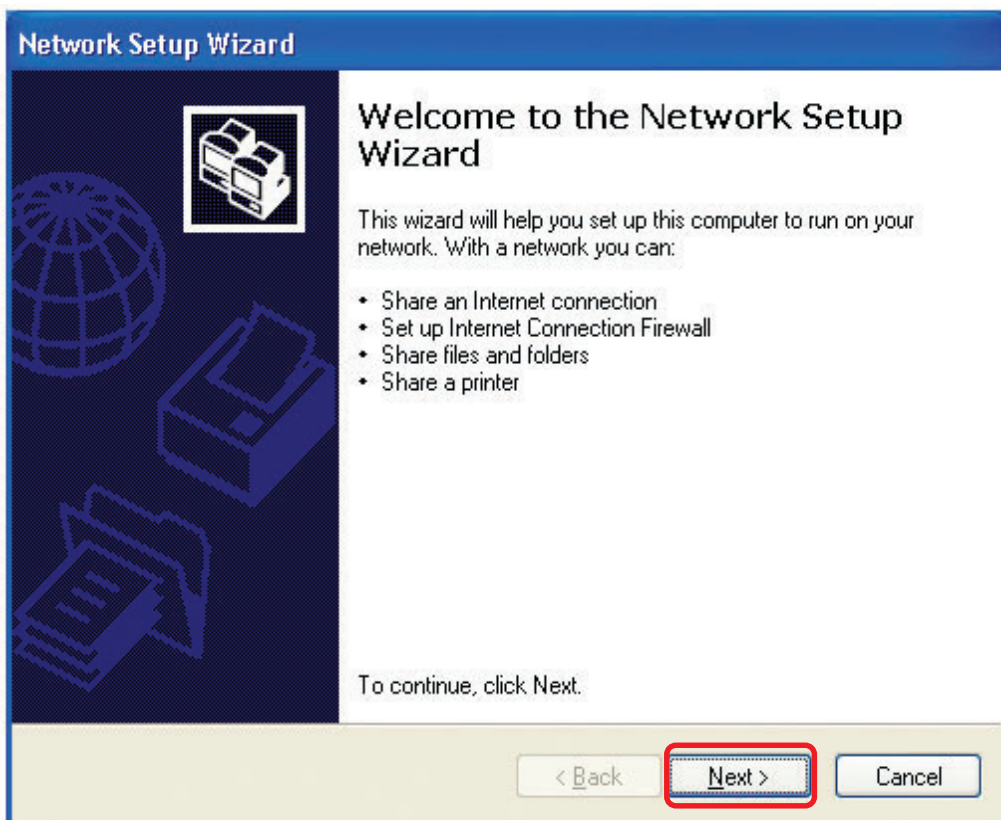 Network Setup Wizard
Welcome to the Network Setup
Wizard
This wizard will help you set up this computer to run on your
network. With a network you can:
• Share an Internet connection
• Set up Internet Connection Firewall
• Share files and folders
• Share a printer
To continue, click Next.
< Back
Next >
Cancel